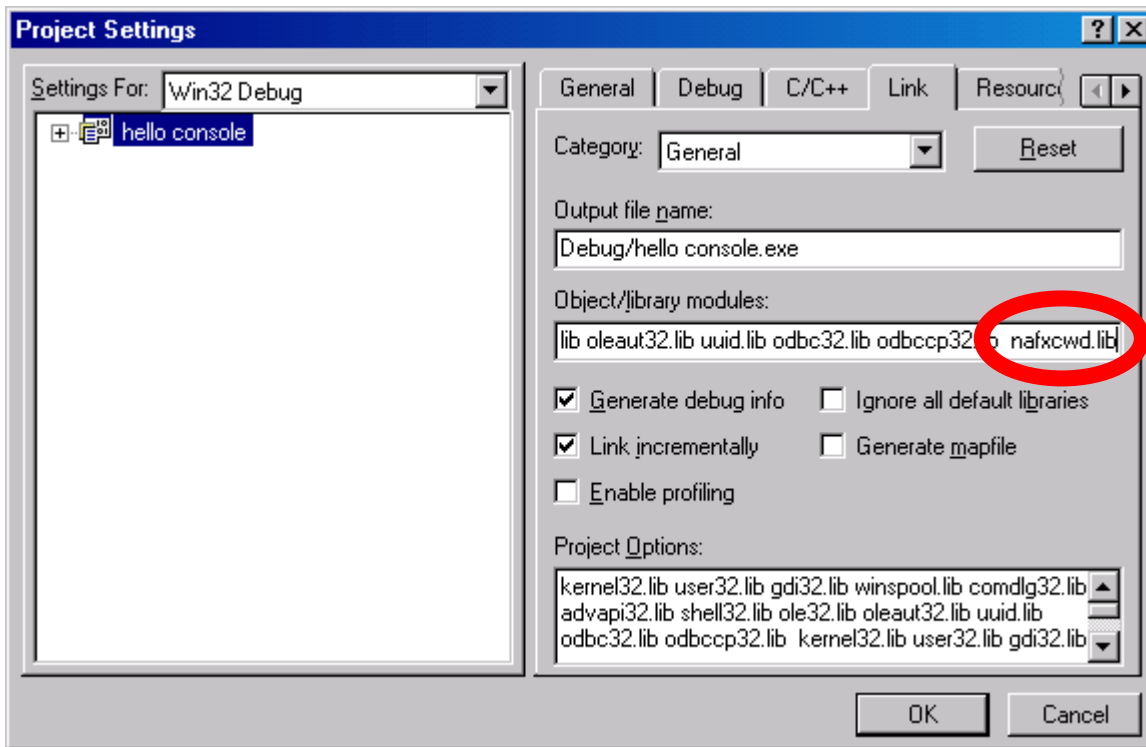 Project Settings
Settings For: Win32 Debug
hello console
General Debug C/C++ Link Resourc
Category: General Reset
Output file name:
Debug/hello console.exe
Object/library modules:
lib oleaut32.lib uuid.lib odbc32.lib odbccp32.lib nafxcwd.lib
Generate debug info Ignore all default libraries
Link incrementally Generate mapfile
Enable profiling
Project Options:
kernel32.lib user32.lib gdi32.lib winspool.lib comdlg32.lib
advapi32.lib shell32.lib ole32.lib oleaut32.lib uuid.lib
odbc32.lib odbccp32.lib kernel32.lib user32.lib gdi32.lib
OK Cancel